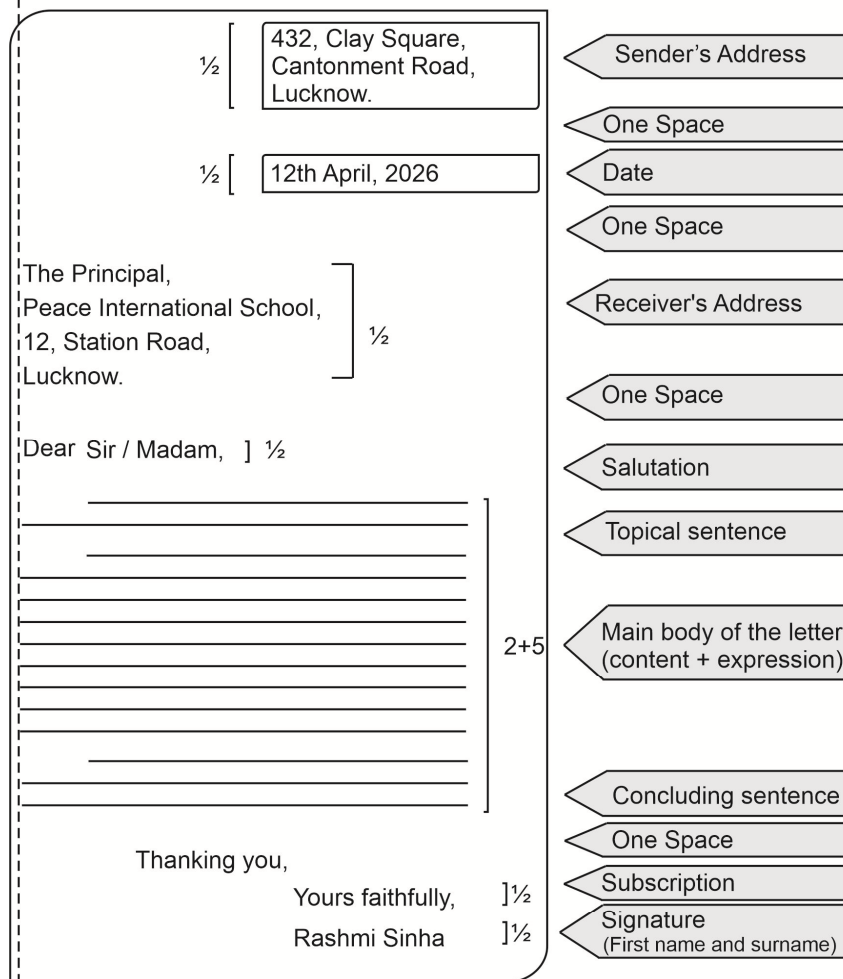 ½
432, Clay Square,
Cantonment Road,
Lucknow.
Sender's Address
One Space
½
12th April, 2026
Date
One Space
The Principal,
Peace International School,
12, Station Road,
Lucknow.
½
Receiver's Address
One Space
Dear Sir / Madam, ] ½
Salutation
Topical sentence
2+5
Main body of the letter
(content + expression)
Concluding sentence
One Space
Thanking you,
Yours faithfully, ]½
Subscription
Rashmi Sinha ]½
Signature
(First name and surname)